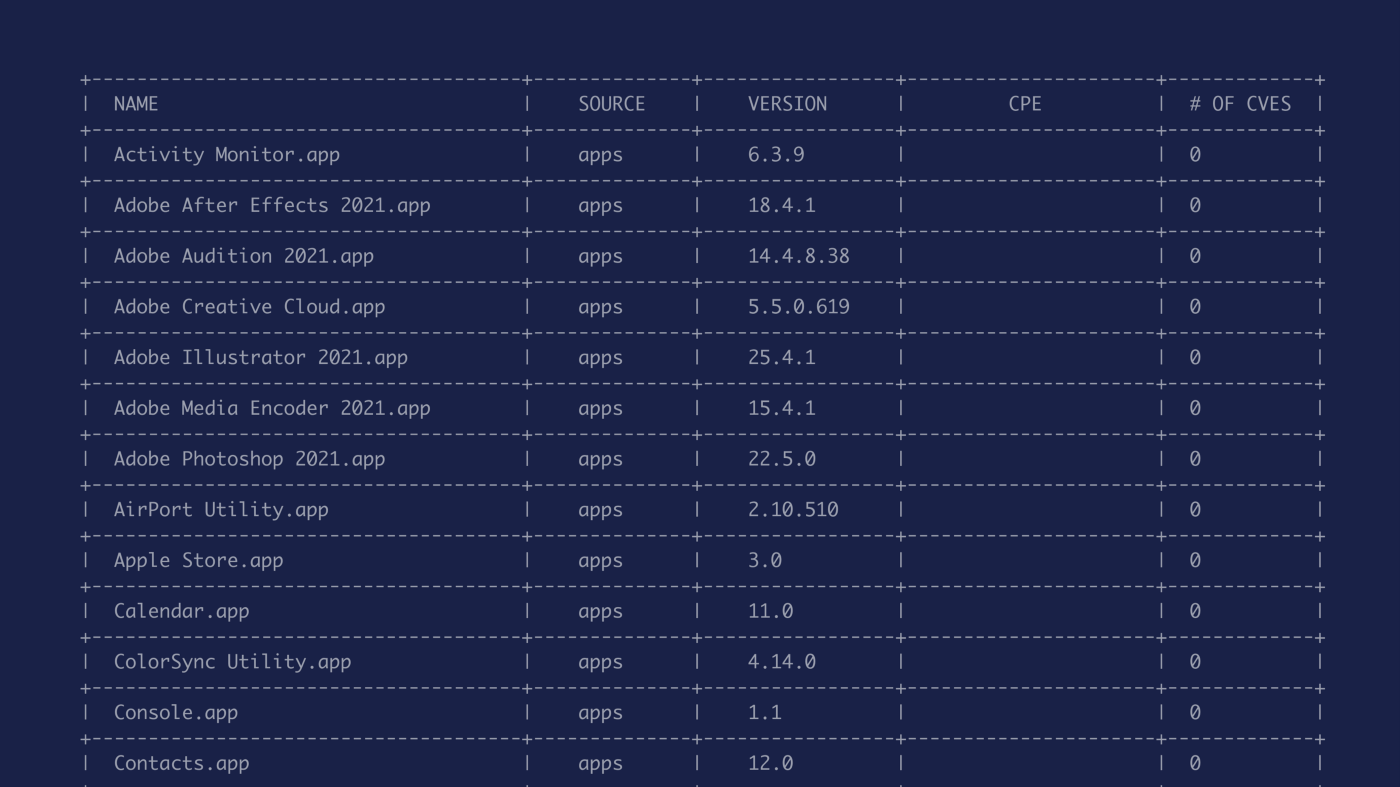 NAME SOURCE VERSION CPE # OF CVES
Activity Monitor.app apps 6.3.9 0
Adobe After Effects 2021.app apps 18.4.1 0
Adobe Audition 2021.app apps 14.4.8.38 0
Adobe Creative Cloud.app apps 5.5.0.619 0
Adobe Illustrator 2021.app apps 25.4.1 0
Adobe Media Encoder 2021.app apps 15.4.1 0
Adobe Photoshop 2021.app apps 22.5.0 0
AirPort Utility.app apps 2.10.510 0
Apple Store.app apps 3.0 0
Calendar.app apps 11.0 0
ColorSync Utility.app apps 4.14.0 0
Console.app apps 1.1 0
Contacts.app apps 12.0 0